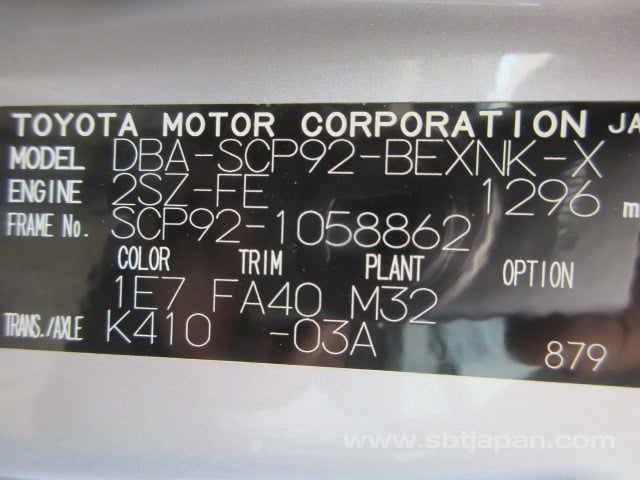 TOYOTA MOTOR CORPORATION JA
MODEL DBA-SCP92-BEXNK-X
ENGINE 2SZ-FE 1296 m
FRAME No. SCP92-1058862
COLOR TRIM PLANT OPTION
1E7 FA40 M32
TRANS./AXLE K410 -03A
879
www.sbtjapan.com/